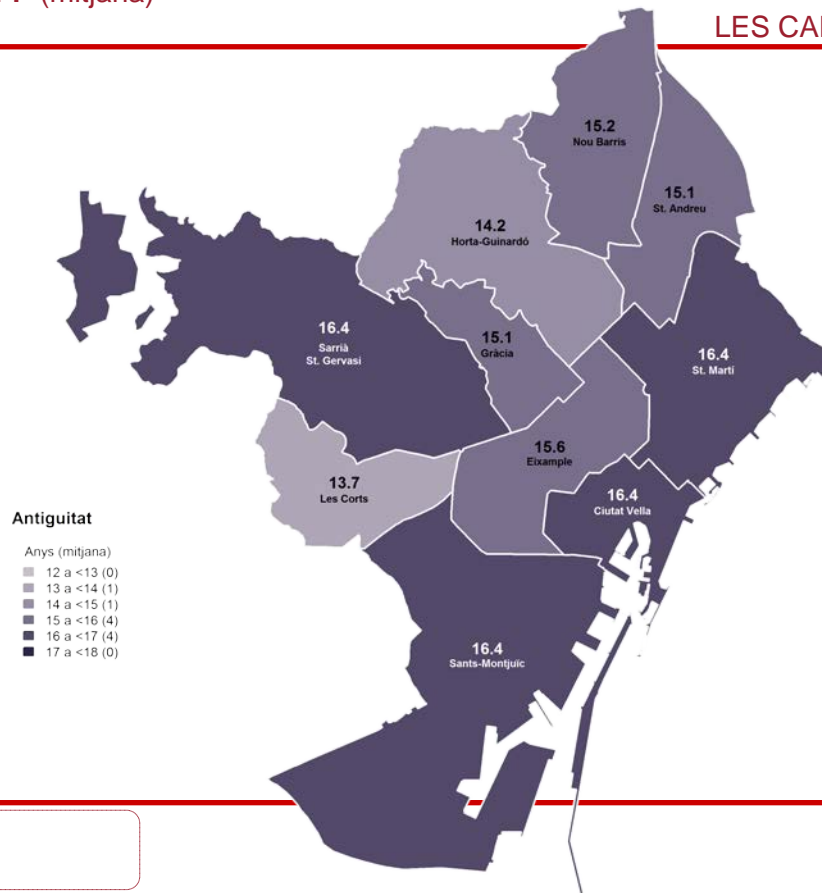 (mitjana)
LES CA
15.2
Nou Barris
15.1
St. Andreu
14.2
Horta-Guinardó
16.4
Sarrià
St. Gervasi
15.1
Gràcia
16.4
St. Martí
15.6
Eixample
13.7
Les Corts
16.4
Ciutat Vella
Antiguitat
Anys (mitjana)
12 a <13 (0)
13 a <14 (1)
14 a <15 (1)
15 a <16 (4)
16 a <17 (4)
17 a <18 (0)
16.4
Sants-Montjuïc